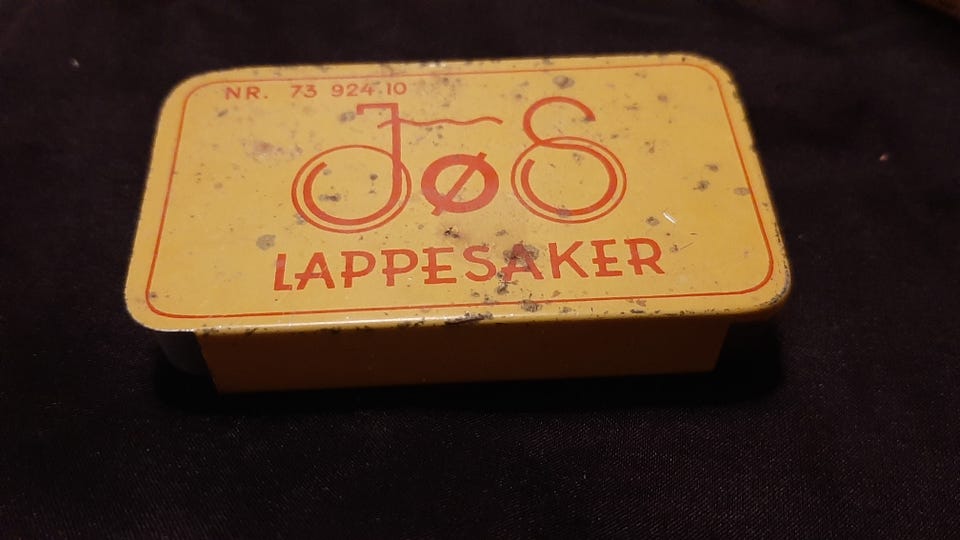 NR. 73 924.10
JØS
LAPPESAKER